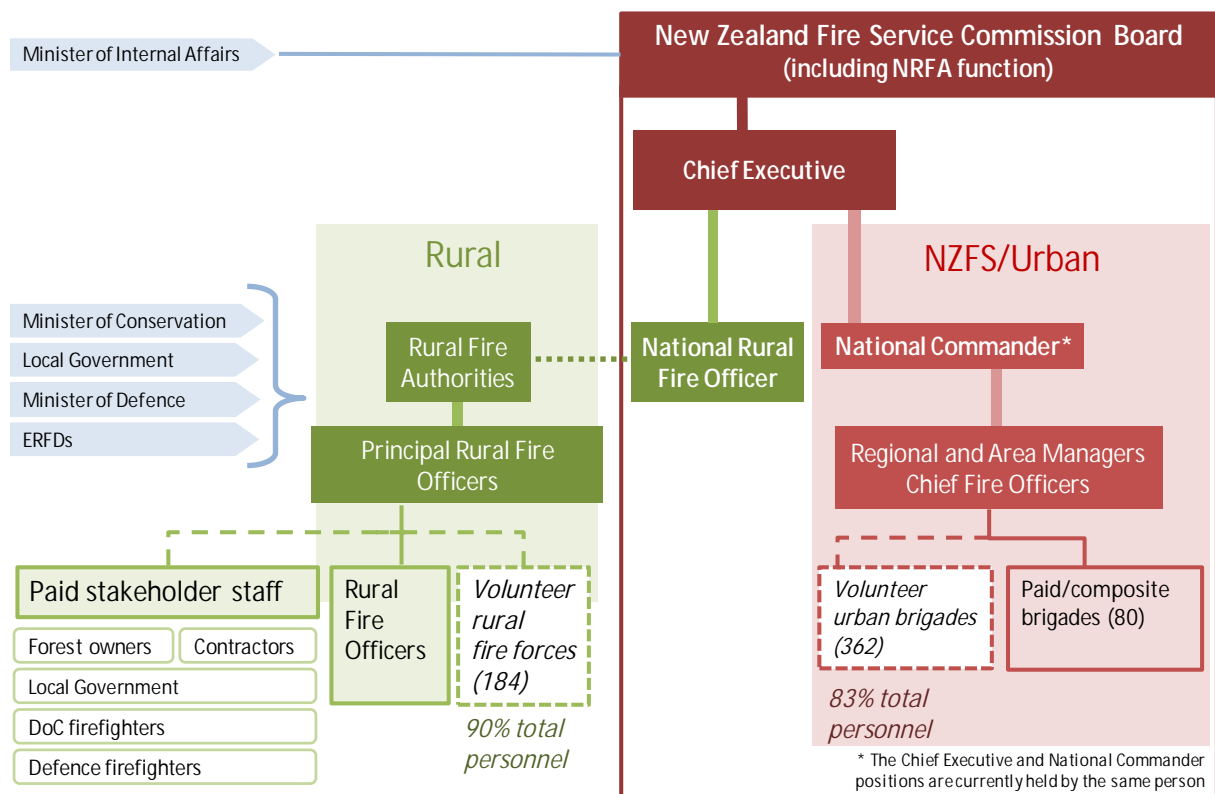 New Zealand Fire Service Commission Board
(including NRFA function)
Minister of Internal Affairs
Chief Executive
Rural
NZFS/Urban
Minister of Conservation
Local Government
Minister of Defence
ERFDs
Rural Fire
Authorities
National Rural
Fire Officer
National Commander*
Principal Rural Fire
Officers
Regional and Area Managers
Chief Fire Officers
Paid stakeholder staff
Forest owners
Contractors
Local Government
DoC firefighters
Defence firefighters
Rural
Fire
Officers
Volunteer
rural
fire forces
(184)
90% total
personnel
Volunteer
urban brigades
(362)
83% total
personnel
Paid/composite
brigades (80)
* The Chief Executive and National Commander
positions are currently held by the same person